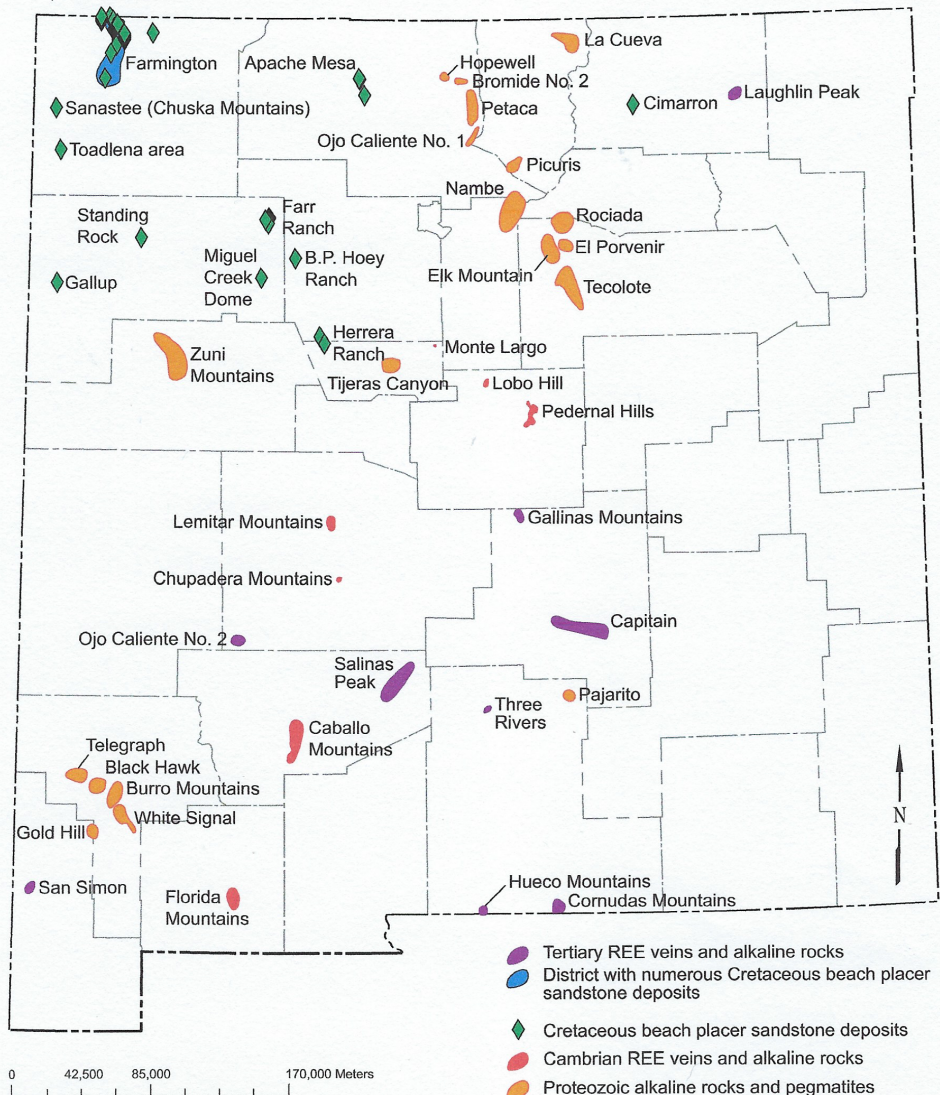 La Cueva
Farmington
Apache Mesa
Hopewell
Bromide No. 2
Petaca
Cimarron
Laughlin Peak
Sanastee (Chuska Mountains)
Ojo Caliente No. 1
Toadlena area
Picuris
Nambe
Standing
Rock
Farr
Ranch
Rociada
Miguel
Creek
Dome
B.P. Hoey
Ranch
El Porvenir
Elk Mountain
Gallup
Tecolote
Herrera
Ranch
Zuni
Mountains
Monte Largo
Tijeras Canyon
Lobo Hill
Pedernal Hills
Lemitar Mountains
Gallinas Mountains
Chupadera Mountains
Ojo Caliente No. 2
Capitain
Salinas
Peak
Three
Rivers
Pajarito
Caballo
Mountains
Telegraph
Black Hawk
Burro Mountains
White Signal
Gold Hill
N
San Simon
Florida
Mountains
Hueco Mountains
Cornudas Mountains
Tertiary REE veins and alkaline rocks
District with numerous Cretaceous beach placer
sandstone deposits
Cretaceous beach placer sandstone deposits
Cambrian REE veins and alkaline rocks
Proteozoic alkaline rocks and pegmatites
0 42,500 85,000 170,000 Meters